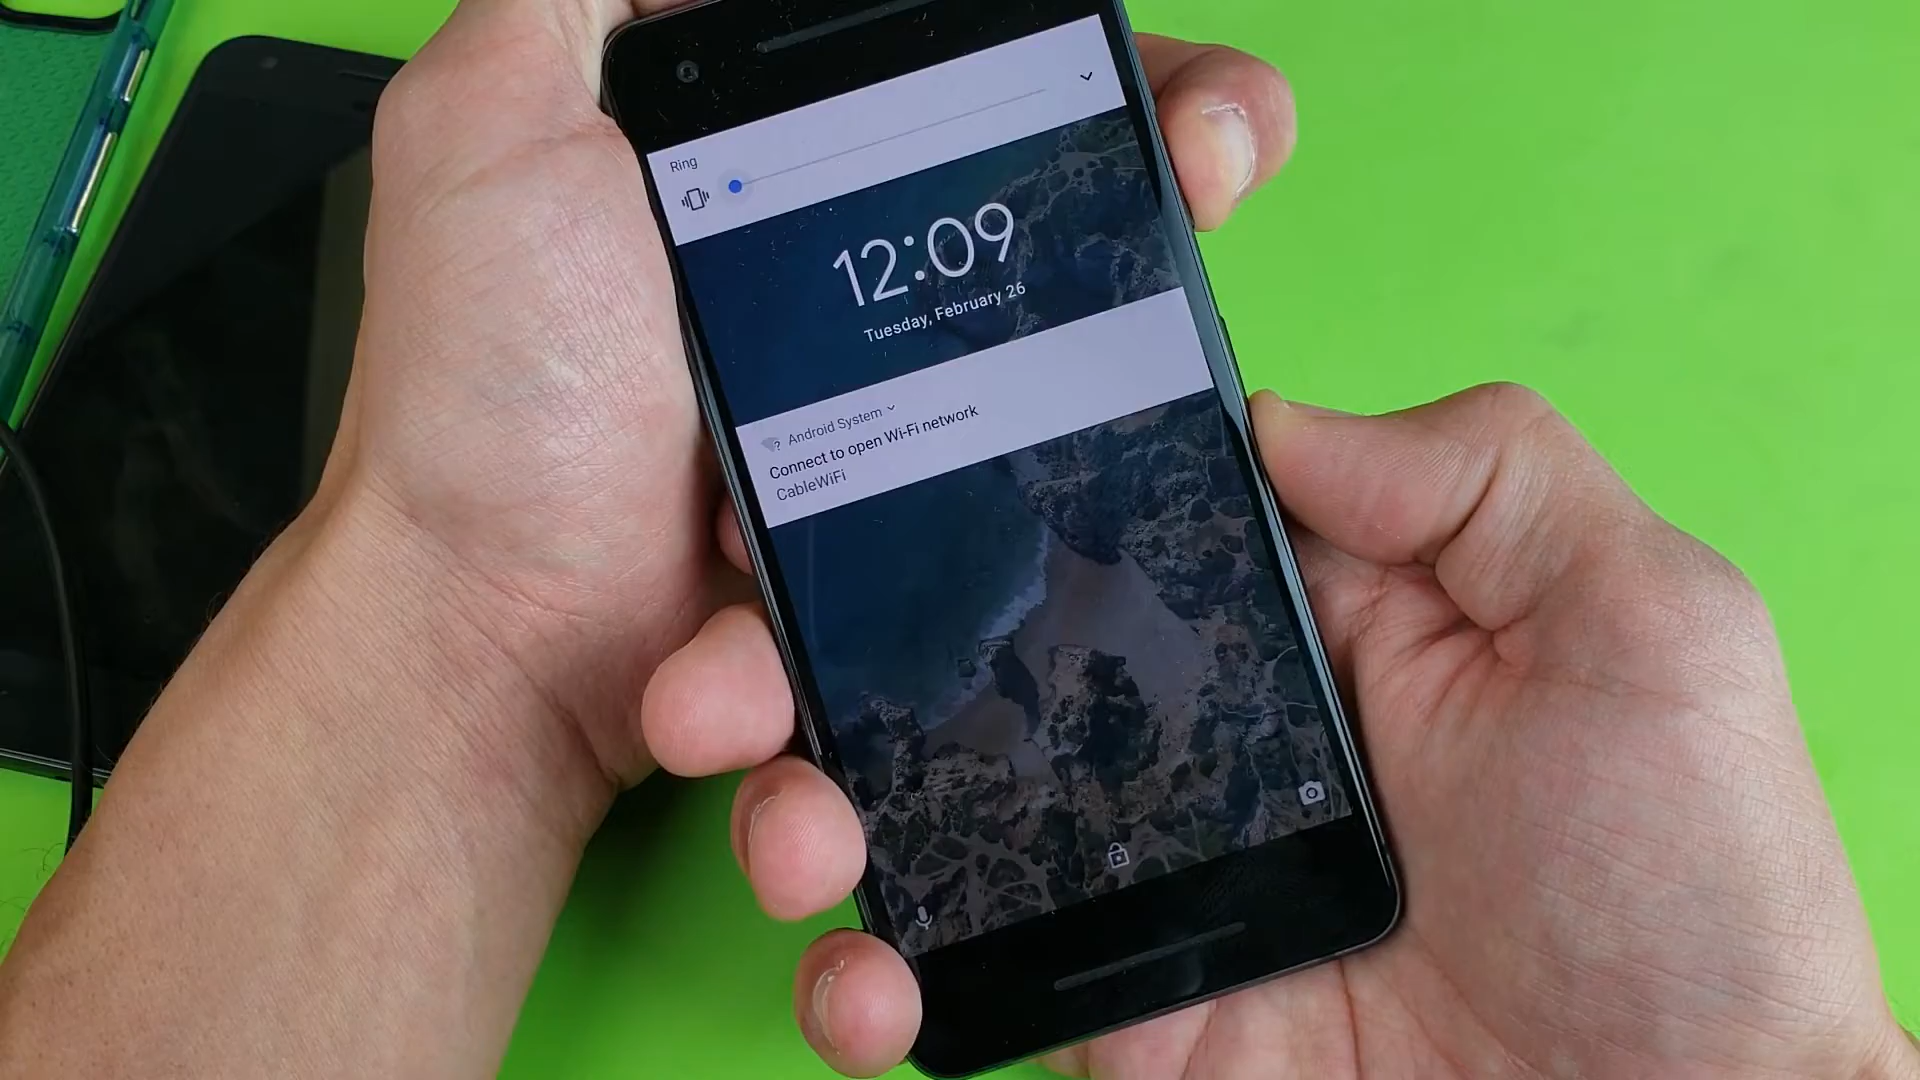 Ring
12:09
Tuesday, February 26
? Android System
Connect to open Wi-Fi network
CableWiFi